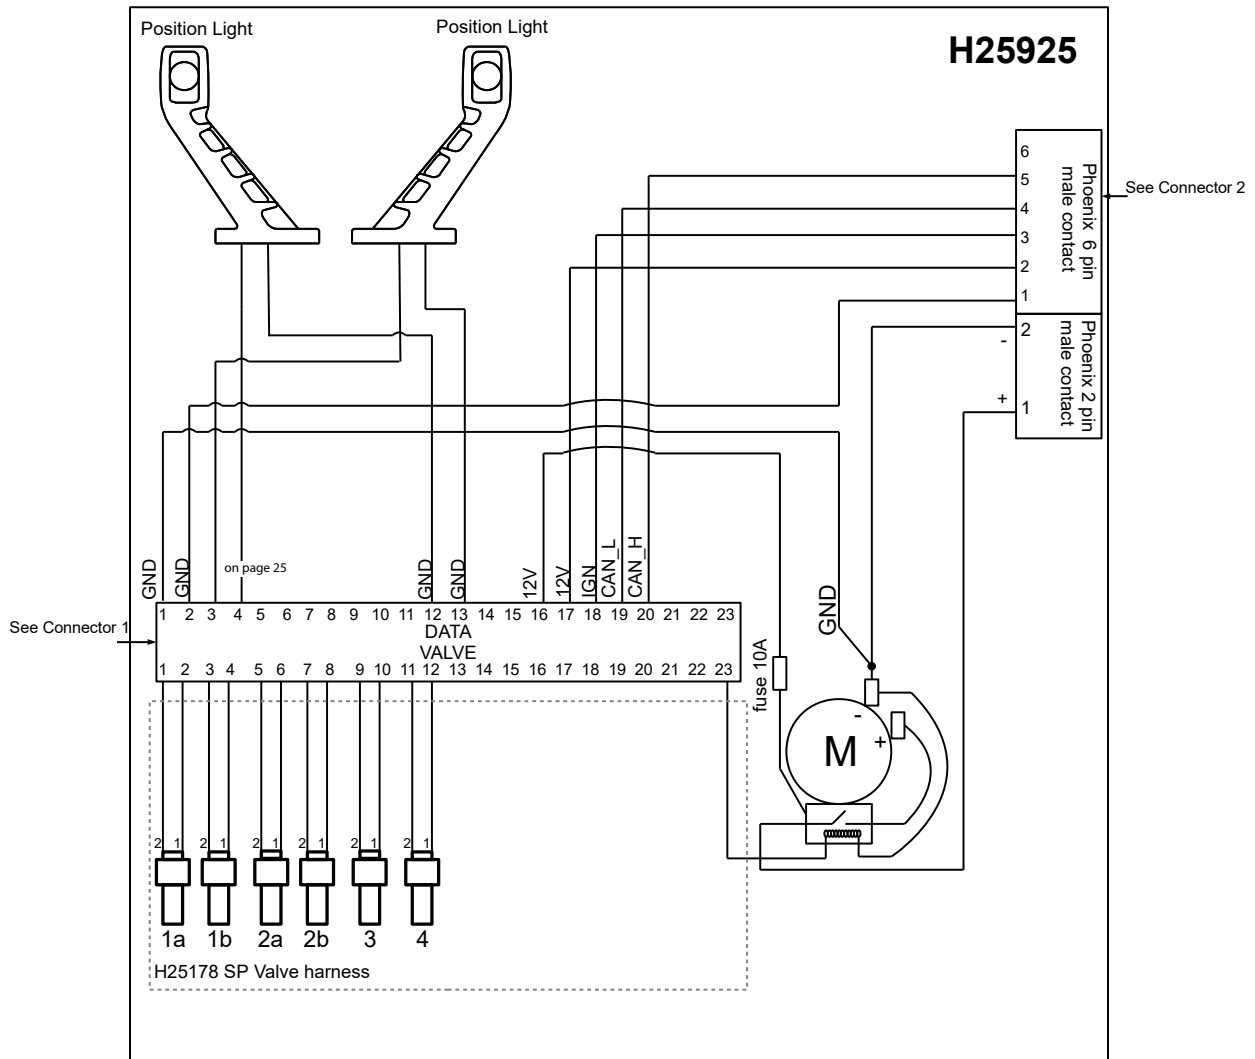 Position Light
Position Light
H25925
6
5
4
3
2
1
Phoenix 6 pin
male contact
See Connector 2
2
-
+
1
Phoenix 2 pin
male contact
GND
GND
on page 25
GND
GND
12V
12V
IGN
CAN_L
CAN_H
GND
See Connector 1
1 2 3 4 5 6 7 8 9 10 11 12 13 14 15 16 17 18 19 20 21 22 23
DATA
VALVE
1 2 3 4 5 6 7 8 9 10 11 12 13 14 15 16 17 18 19 20 21 22 23
fuse 10A
-
+
M
2 1 2 1 2 1 2 1 2 1 2 1
1a 1b 2a 2b 3 4
H25178 SP Valve harness